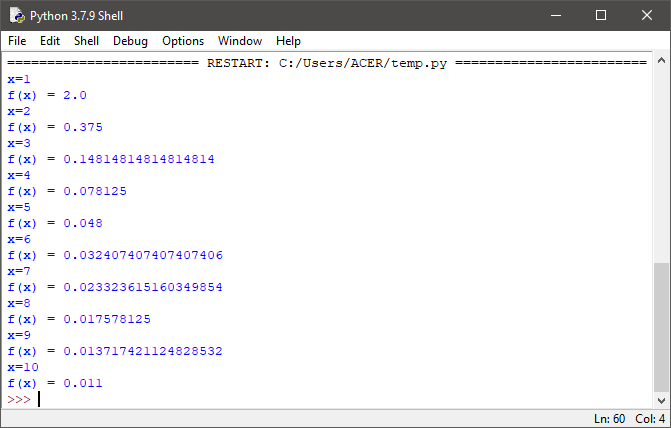 Python 3.7.9 Shell
File Edit Shell Debug Options Window Help
======================== RESTART: C:/Users/ACER/temp.py ========================
x=1
f(x) = 2.0
x=2
f(x) = 0.375
x=3
f(x) = 0.14814814814814814
x=4
f(x) = 0.078125
x=5
f(x) = 0.048
x=6
f(x) = 0.032407407407407406
x=7
f(x) = 0.023323615160349854
x=8
f(x) = 0.017578125
x=9
f(x) = 0.013717421124828532
x=10
f(x) = 0.011
>>>
Ln: 60 Col: 4